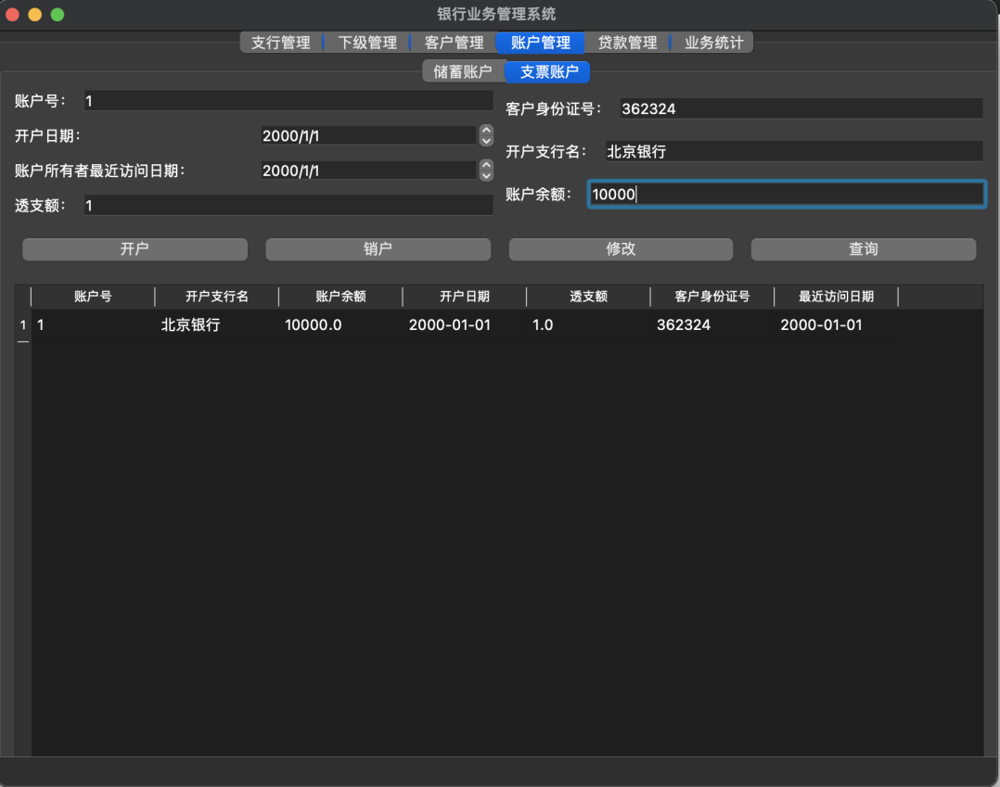 银行业务管理系统
支行管理 下级管理 客户管理 账户管理 贷款管理 业务统计
储蓄账户 支票账户
账户号： 1
开户日期： 2000/1/1
账户所有者最近访问日期： 2000/1/1
透支额： 1
客户身份证号： 362324
开户支行名： 北京银行
账户余额： 10000
开户 销户 修改 查询
账户号 开户支行名 账户余额 开户日期 透支额 客户身份证号 最近访问日期
1 1 北京银行 10000.0 2000-01-01 1.0 362324 2000-01-01